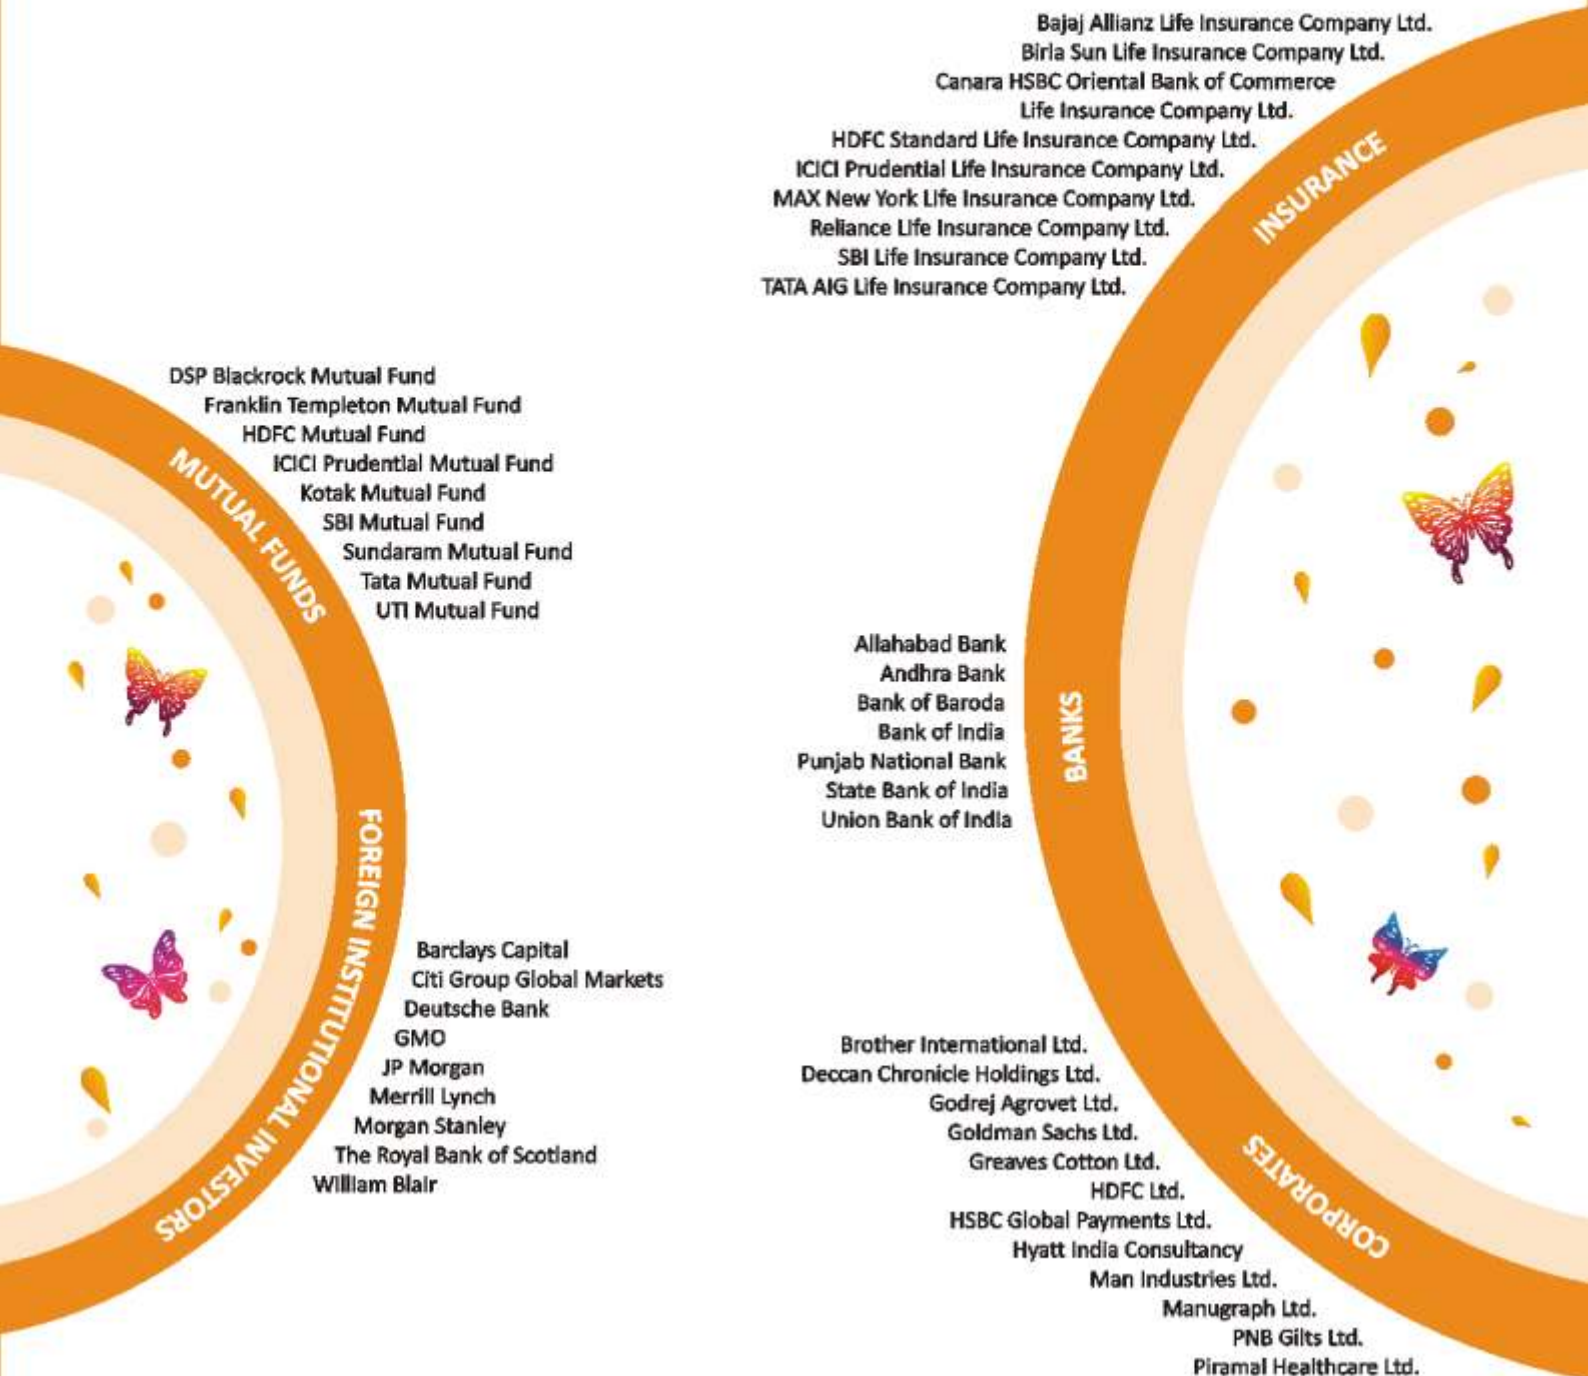 DSP Blackrock Mutual Fund
Franklin Templeton Mutual Fund
HDFC Mutual Fund
ICICI Prudential Mutual Fund
Kotak Mutual Fund
SBI Mutual Fund
Sundaram Mutual Fund
Tata Mutual Fund
UTI Mutual Fund
MUTUAL FUNDS
FOREIGN INSTITUTIONAL INVESTORS
Barclays Capital
Citi Group Global Markets
Deutsche Bank
GMO
JP Morgan
Merrill Lynch
Morgan Stanley
The Royal Bank of Scotland
William Blair
Bajaj Allianz Life Insurance Company Ltd.
Birla Sun Life Insurance Company Ltd.
Canara HSBC Oriental Bank of Commerce
Life Insurance Company Ltd.
HDFC Standard Life Insurance Company Ltd.
ICICI Prudential Life Insurance Company Ltd.
MAX New York Life Insurance Company Ltd.
Reliance Life Insurance Company Ltd.
SBI Life Insurance Company Ltd.
TATA AIG Life Insurance Company Ltd.
INSURANCE
Allahabad Bank
Andhra Bank
Bank of Baroda
Bank of India
Punjab National Bank
State Bank of India
Union Bank of India
BANKS
Brother International Ltd.
Deccan Chronicle Holdings Ltd.
Godrej Agrovet Ltd.
Goldman Sachs Ltd.
Greaves Cotton Ltd.
HDFC Ltd.
HSBC Global Payments Ltd.
Hyatt India Consultancy
Man Industries Ltd.
Manugraph Ltd.
PNB Gilts Ltd.
Piramal Healthcare Ltd.
CORPORATES